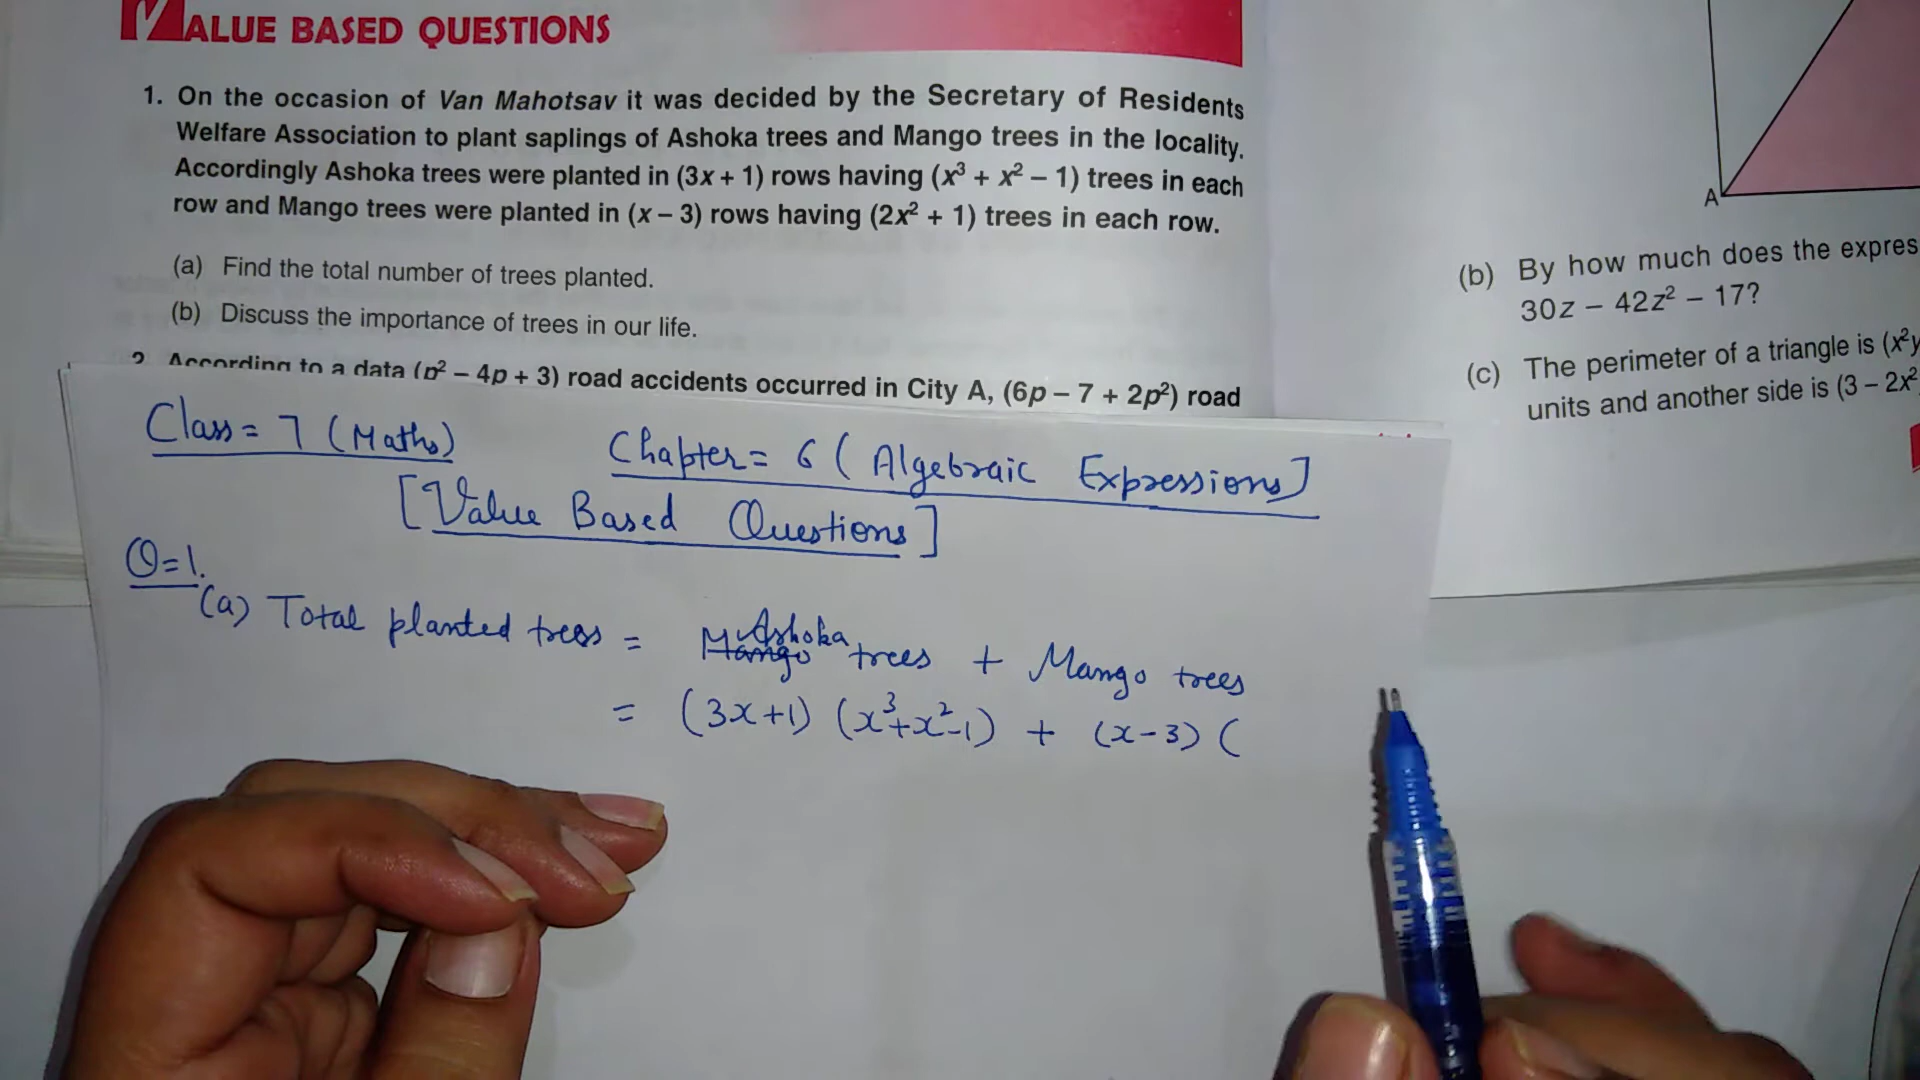 VALUE BASED QUESTIONS
1. On the occasion of Van Mahotsav it was decided by the Secretary of Residents
Welfare Association to plant saplings of Ashoka trees and Mango trees in the locality.
Accordingly Ashoka trees were planted in (3x + 1) rows having (x³ + x² – 1) trees in each
row and Mango trees were planted in (x – 3) rows having (2x² + 1) trees in each row.
(a) Find the total number of trees planted.
(b) Discuss the importance of trees in our life.
2. According to a data (p² – 4p + 3) road accidents occurred in City A, (6p – 7 + 2p²) road
A
(b) By how much does the expres
30z – 42z² – 17?
(c) The perimeter of a triangle is (x²y
units and another side is (3 – 2x²
Class = 7 (Maths)
Chapter = 6 ( Algebraic Expressions]
[Value Based Questions]
Q=1.
(a) Total planted trees = Mango Ashoka trees + Mango trees
= (3x+1) (x³+x²-1) + (x-3) (